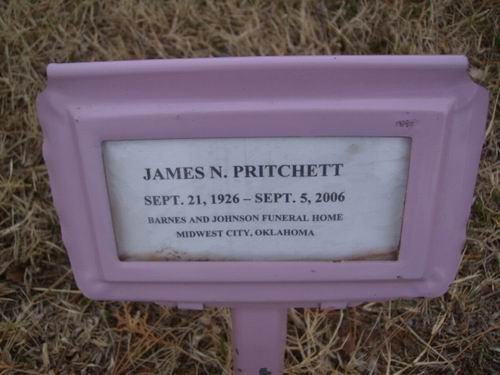 JAMES N. PRITCHETT
SEPT. 21, 1926 – SEPT. 5, 2006
BARNES AND JOHNSON FUNERAL HOME
MIDWEST CITY, OKLAHOMA